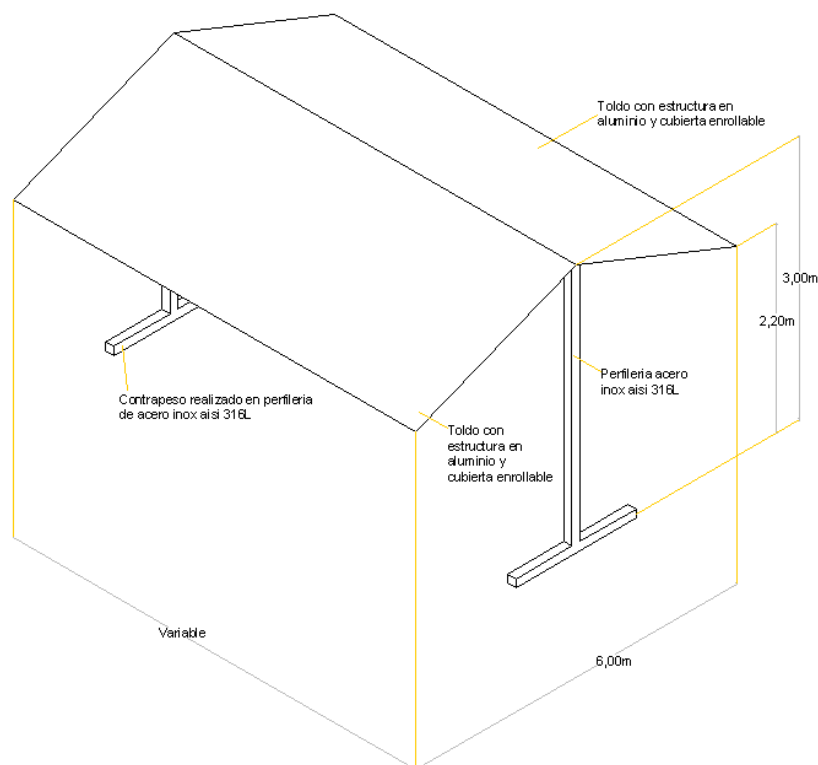 Toldo con estructura en
aluminio y cubierta enrollable
3,00m
2,20m
Perfileria acero
inox aisi 316L
Contrapeso realizado en perfileria
de acero inox aisi 316L
Toldo con
estructura en
aluminio y
cubierta enrollable
Variable
6,00m